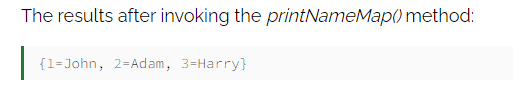 The results after invoking the printNameMap() method:
{1=John, 2=Adam, 3=Harry}